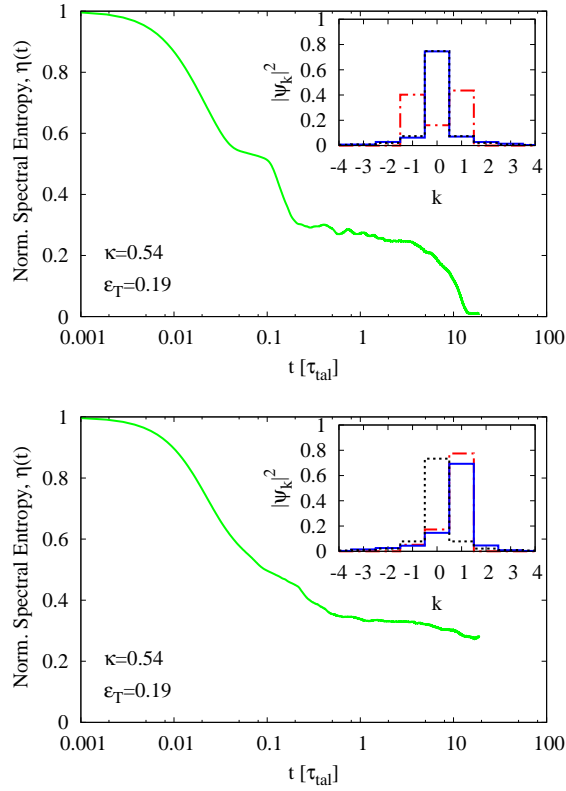 Norm. Spectral Entropy, η(t)
1
0.8
0.6
0.4
0.2
0
κ=0.54
ε_T=0.19
0.001 0.01 0.1 1 10 100
t [τ_tal]
|ψ_k|^2
1
0.8
0.6
0.4
0.2
0
-4 -3 -2 -1 0 1 2 3 4
k
Norm. Spectral Entropy, η(t)
1
0.8
0.6
0.4
0.2
0
κ=0.54
ε_T=0.19
0.001 0.01 0.1 1 10 100
t [τ_tal]
|ψ_k|^2
1
0.8
0.6
0.4
0.2
0
-4 -3 -2 -1 0 1 2 3 4
k